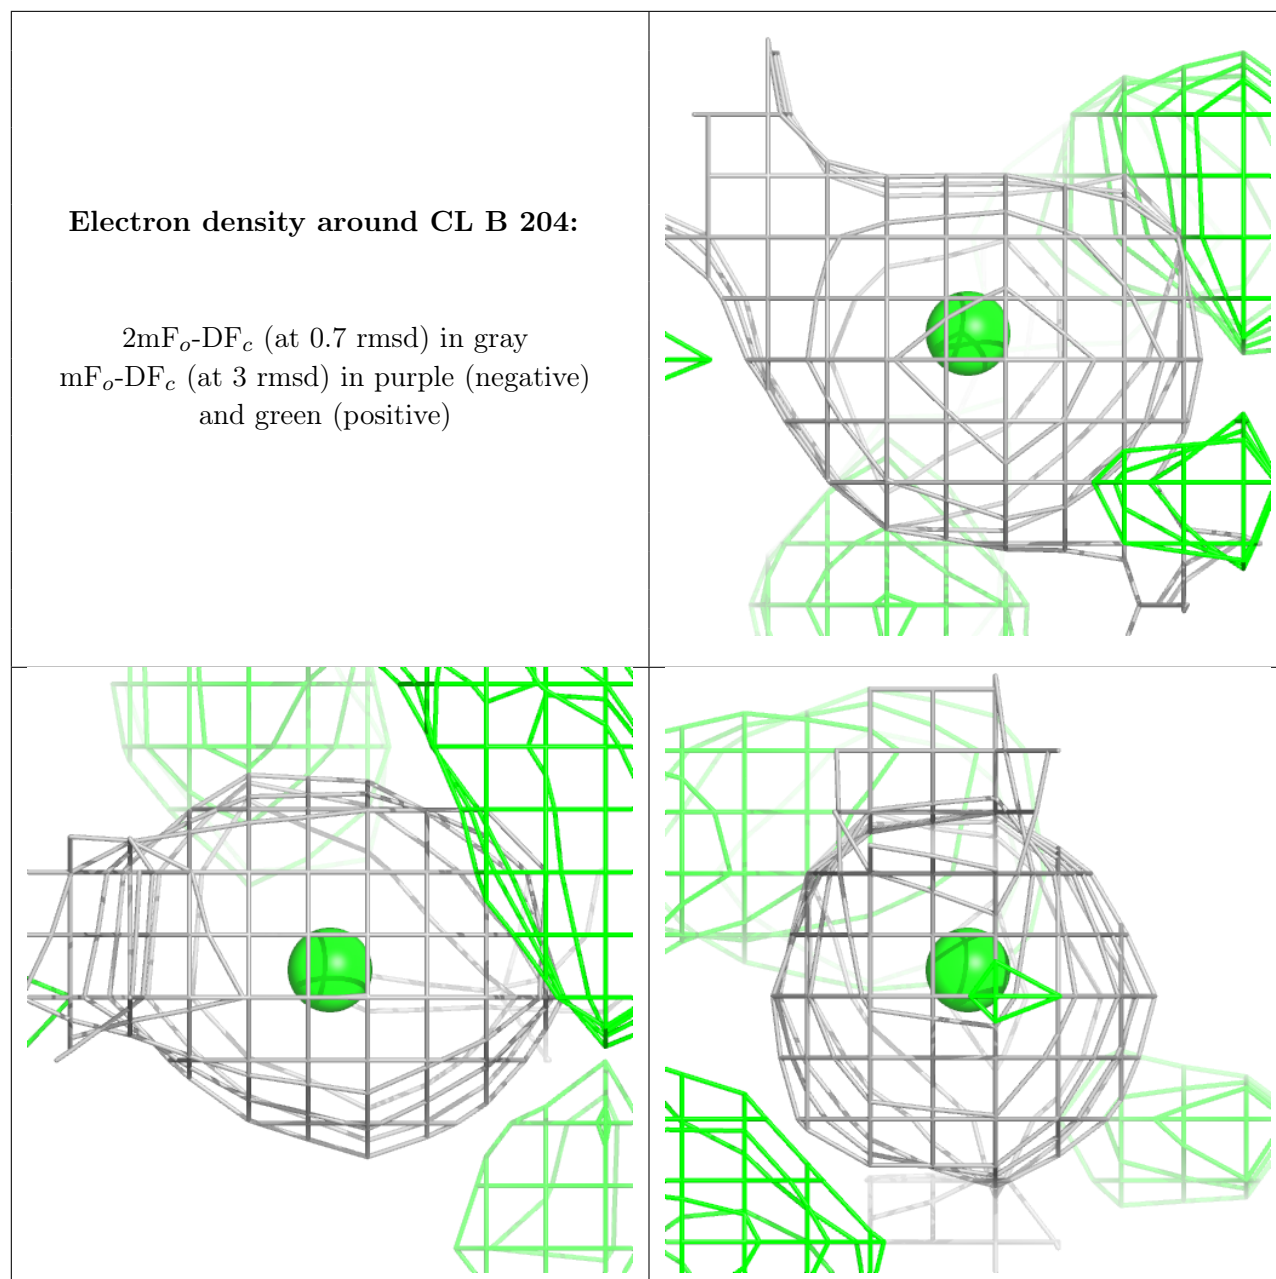 Electron density around CL B 204:
2mFo-DFc (at 0.7 rmsd) in gray
mFo-DFc (at 3 rmsd) in purple (negative)
and green (positive)